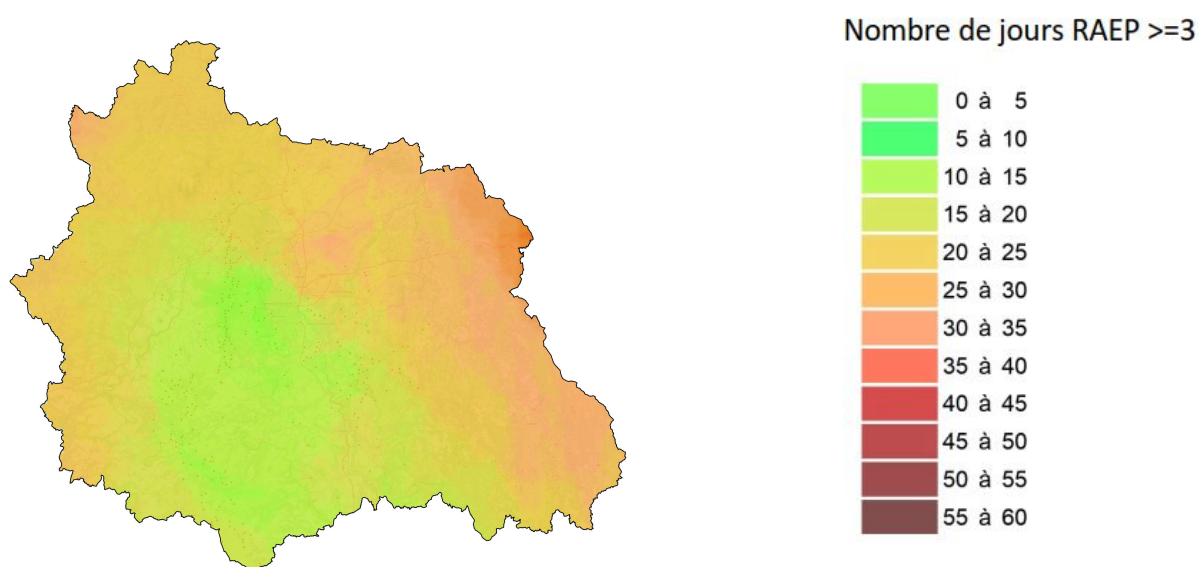 Nombre de jours RAEP >=3
0 à 5
5 à 10
10 à 15
15 à 20
20 à 25
25 à 30
30 à 35
35 à 40
40 à 45
45 à 50
50 à 55
55 à 60